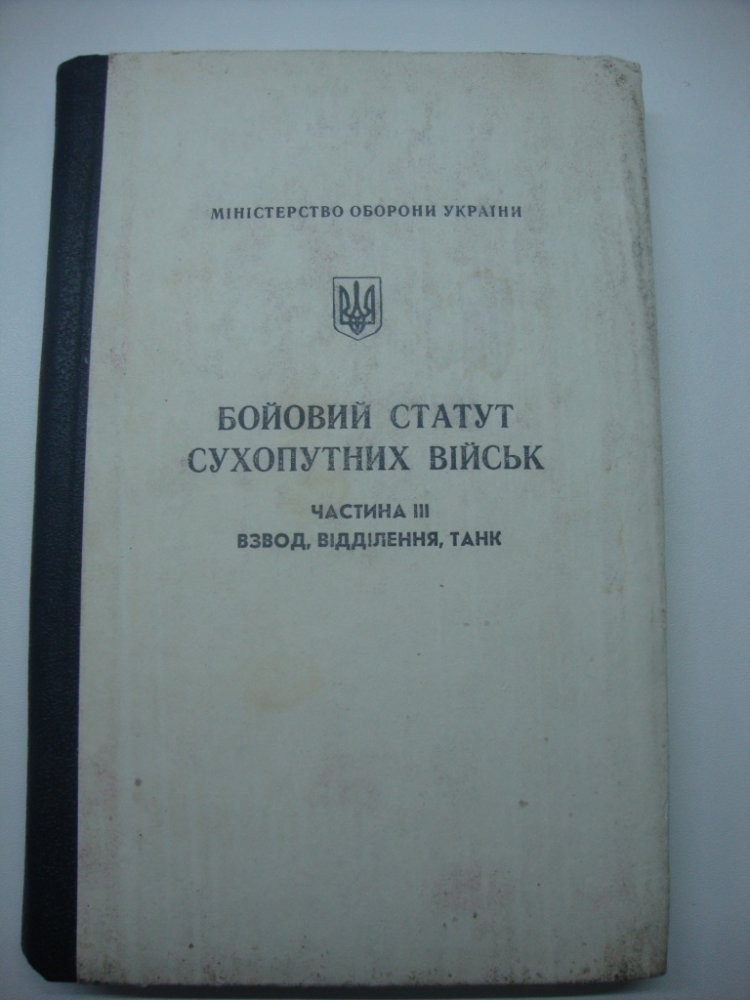 МІНІСТЕРСТВО ОБОРОНИ УКРАЇНИ
БОЙОВИЙ СТАТУТ
СУХОПУТНИХ ВІЙСЬК
ЧАСТИНА III
ВЗВОД, ВІДДІЛЕННЯ, ТАНК